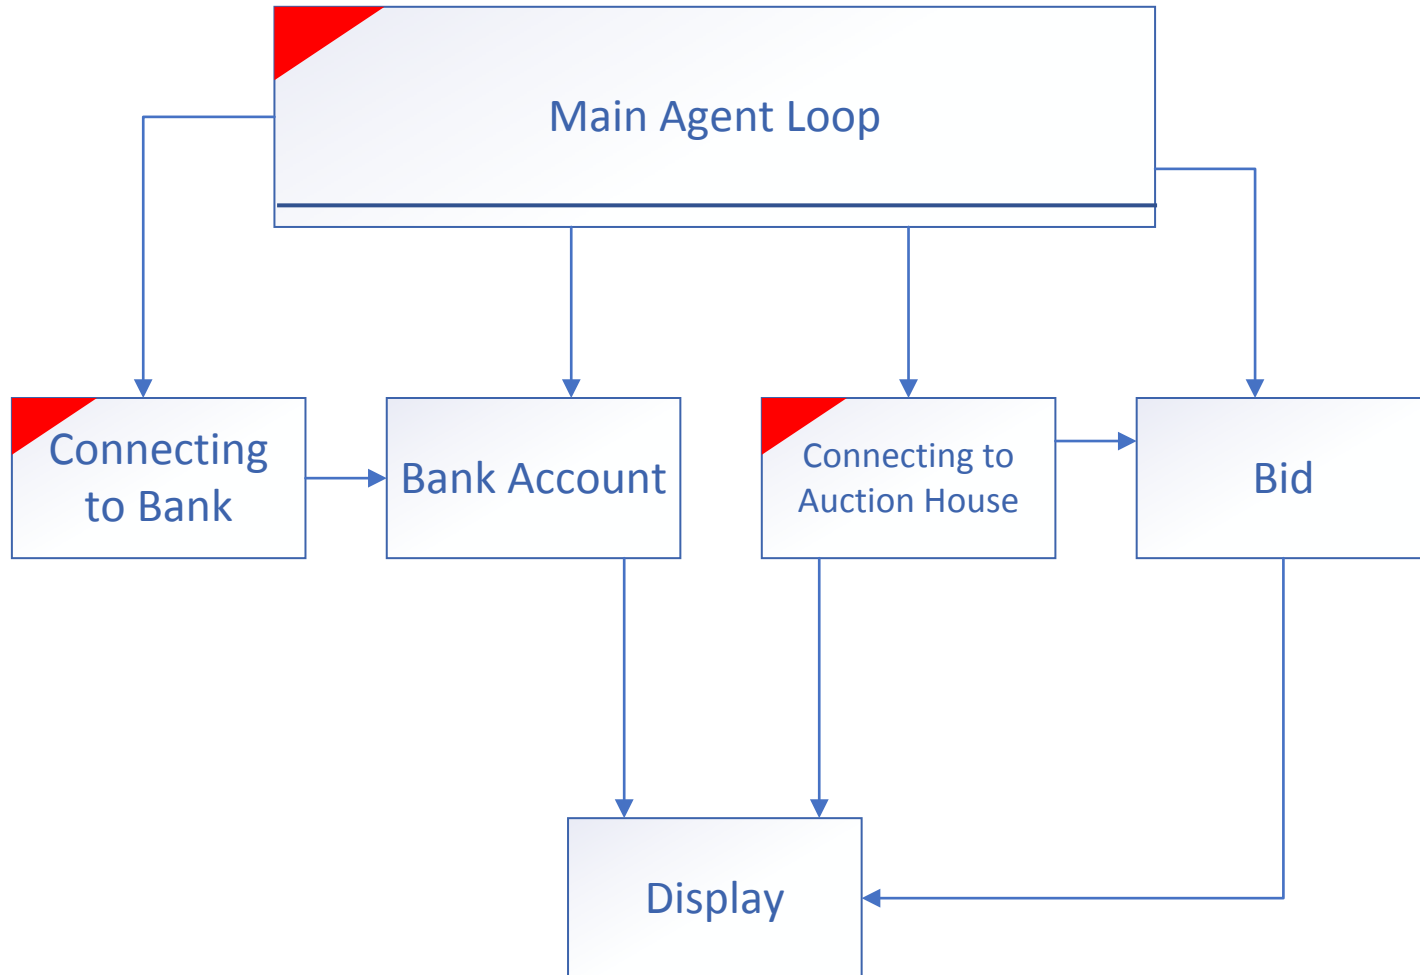 Main Agent Loop
Connecting
to Bank
Bank Account
Connecting to
Auction House
Bid
Display